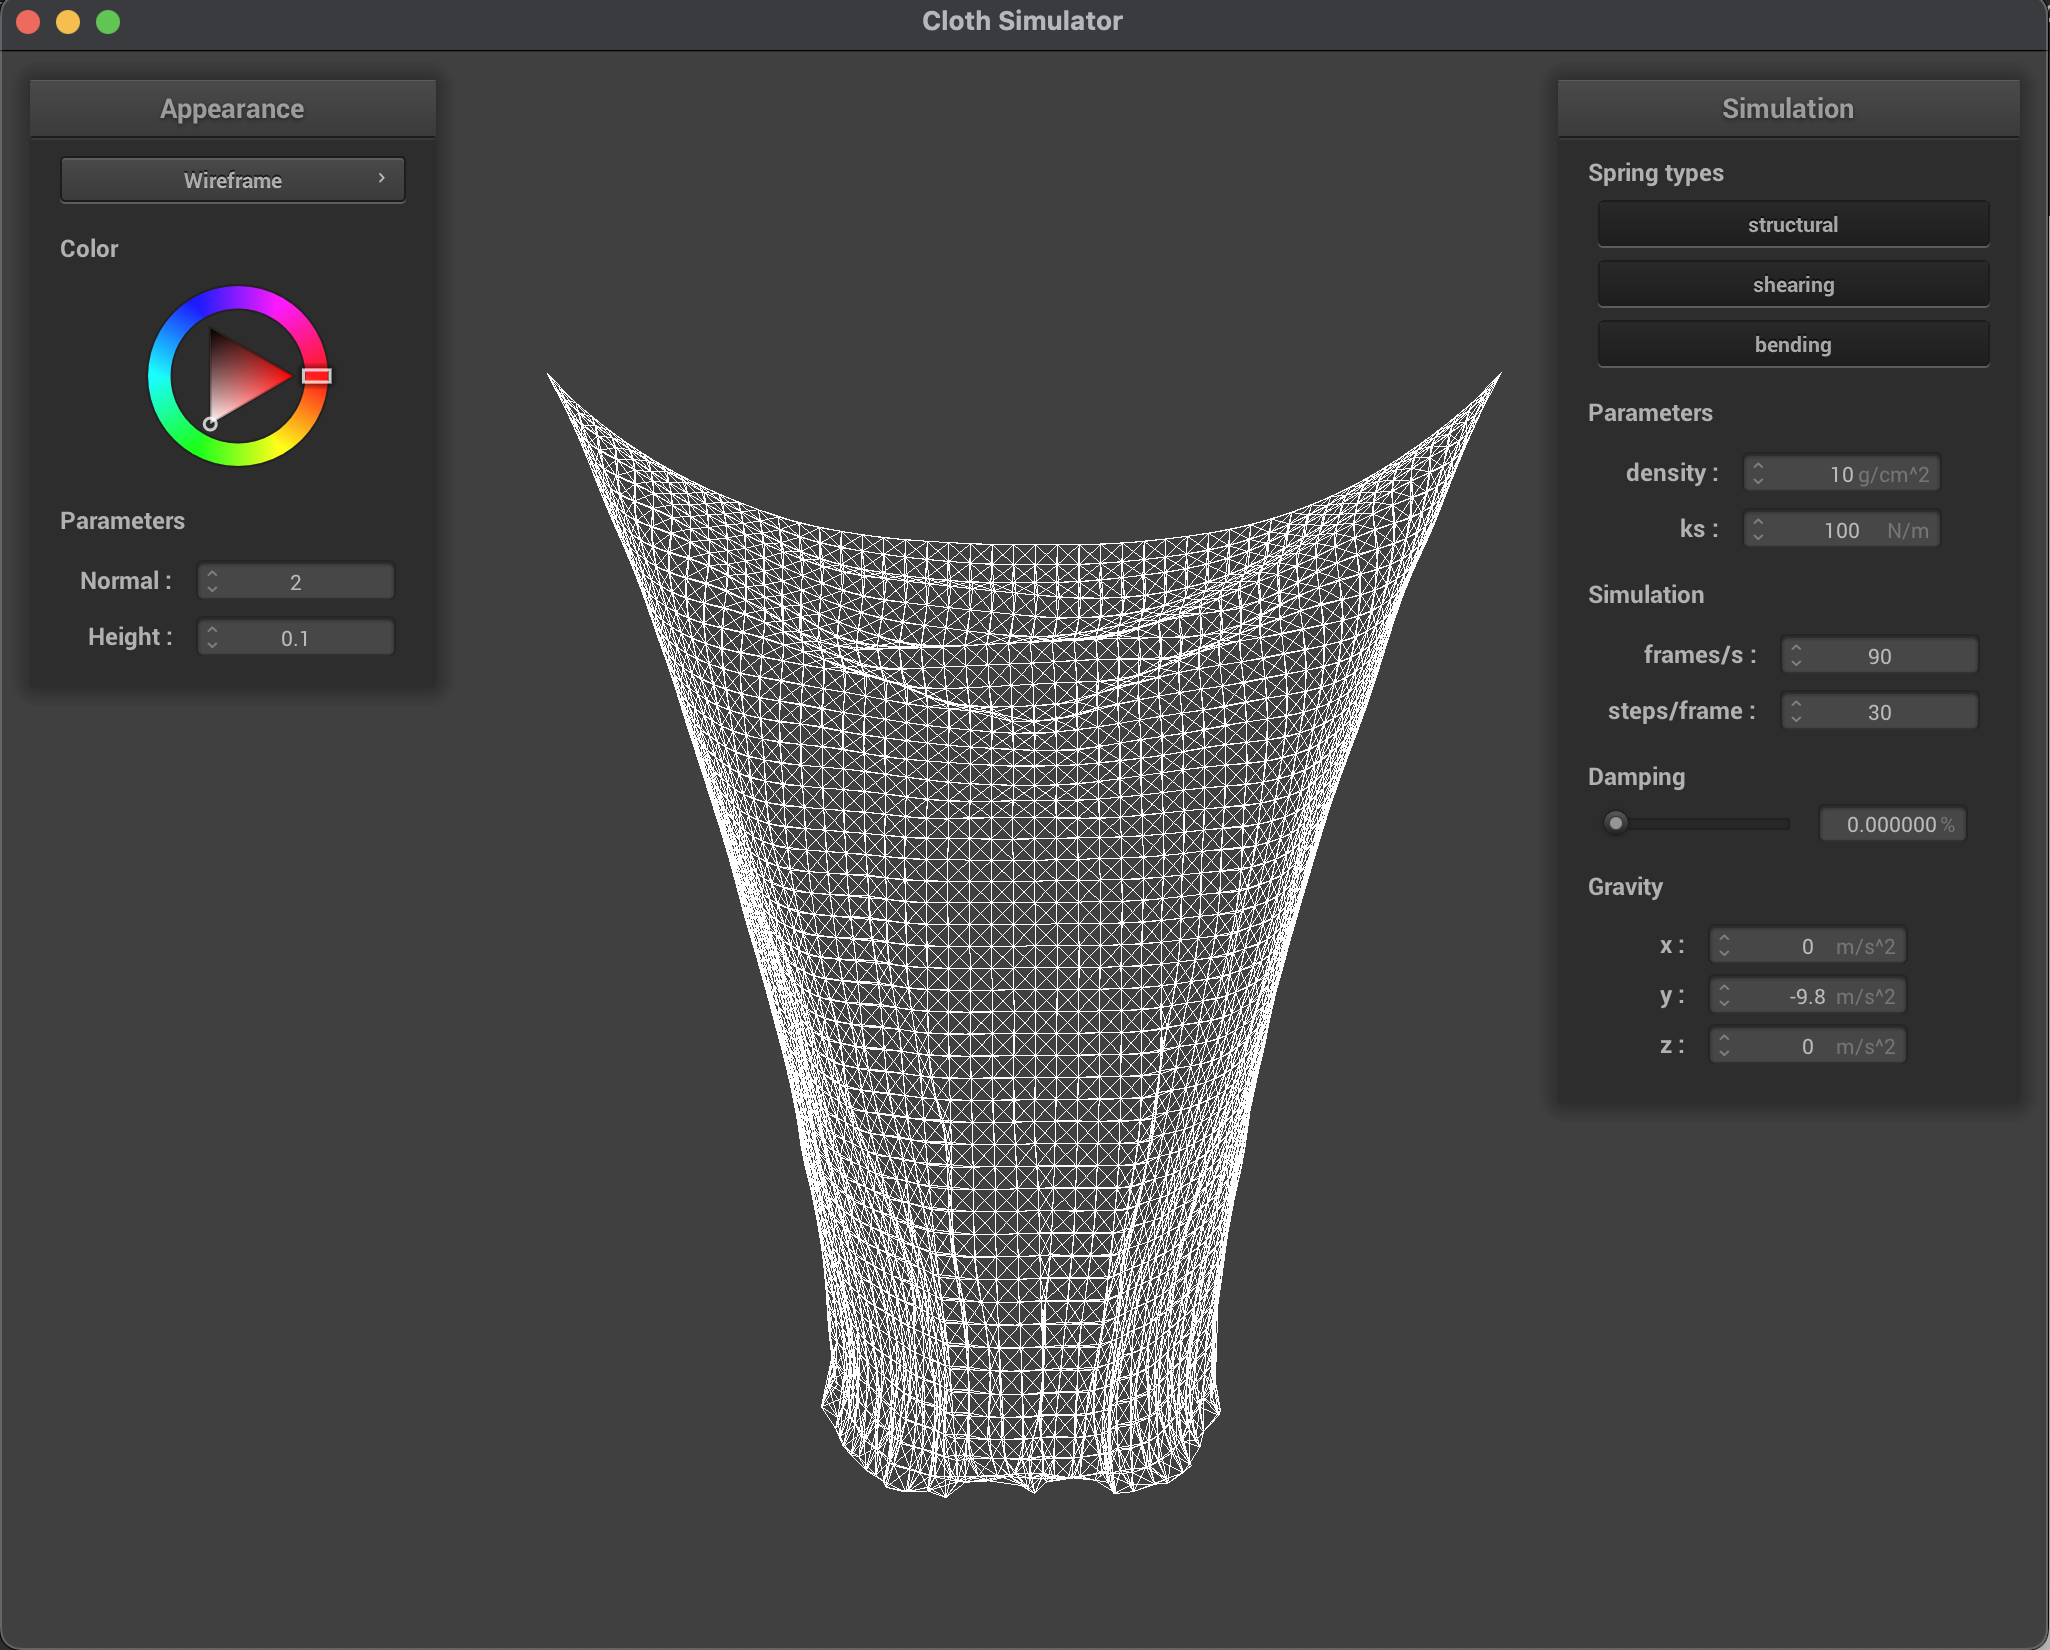 Cloth Simulator
Appearance
Wireframe
Color
Parameters
Normal : 2
Height : 0.1
Simulation
Spring types
structural
shearing
bending
Parameters
density : 10 g/cm^2
ks : 100 N/m
Simulation
frames/s : 90
steps/frame : 30
Damping
0.000000 %
Gravity
x : 0 m/s^2
y : -9.8 m/s^2
z : 0 m/s^2